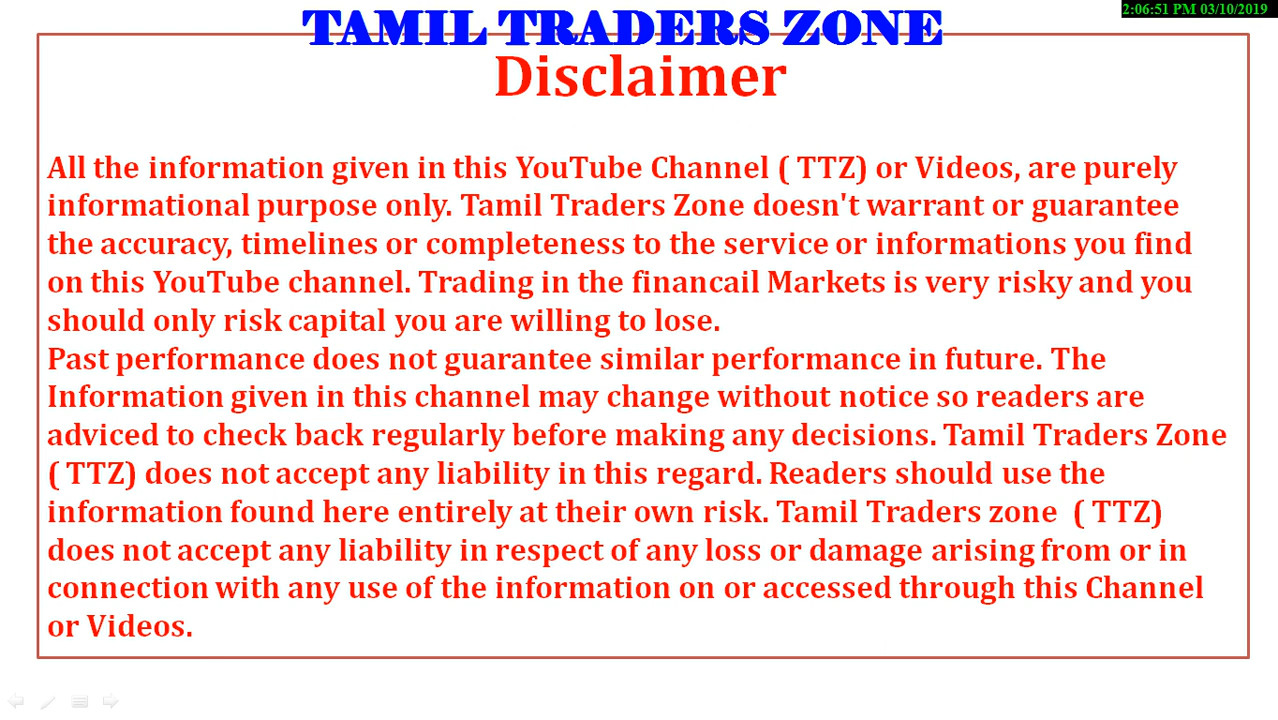 2:06:51 PM 03/10/2019
TAMIL TRADERS ZONE
Disclaimer
All the information given in this YouTube Channel ( TTZ) or Videos, are purely
informational purpose only. Tamil Traders Zone doesn't warrant or guarantee
the accuracy, timelines or completeness to the service or informations you find
on this YouTube channel. Trading in the financail Markets is very risky and you
should only risk capital you are willing to lose.
Past performance does not guarantee similar performance in future. The
Information given in this channel may change without notice so readers are
adviced to check back regularly before making any decisions. Tamil Traders Zone
( TTZ) does not accept any liability in this regard. Readers should use the
information found here entirely at their own risk. Tamil Traders zone  ( TTZ)
does not accept any liability in respect of any loss or damage arising from or in
connection with any use of the information on or accessed through this Channel
or Videos.